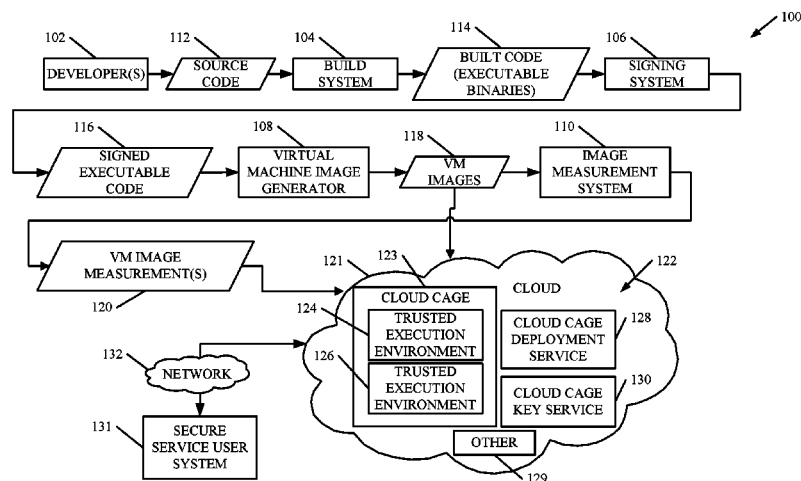 100
102
112
104
114
106
DEVELOPER(S)
SOURCE
CODE
BUILD
SYSTEM
BUILT CODE
(EXECUTABLE
BINARIES)
SIGNING
SYSTEM
116
108
118
110
SIGNED
EXECUTABLE
CODE
VIRTUAL
MACHINE IMAGE
GENERATOR
VM
IMAGES
IMAGE
MEASUREMENT
SYSTEM
VM IMAGE
MEASUREMENT(S)
120
121
123
122
CLOUD CAGE
CLOUD
124
TRUSTED
EXECUTION
ENVIRONMENT
126
TRUSTED
EXECUTION
ENVIRONMENT
CLOUD CAGE
DEPLOYMENT
SERVICE
128
CLOUD CAGE
KEY SERVICE
130
132
NETWORK
131
SECURE
SERVICE USER
SYSTEM
OTHER
129